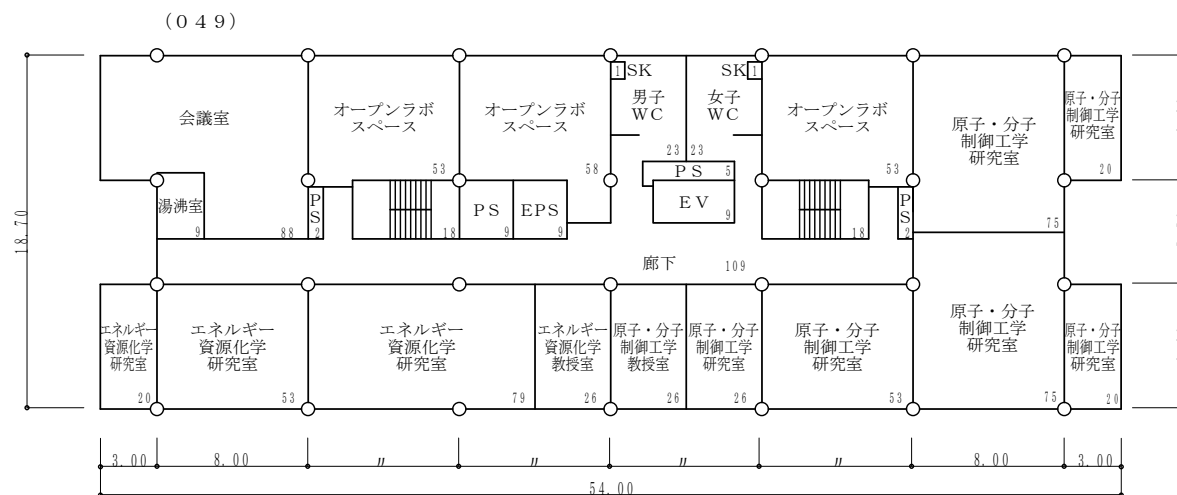 (０４９)
会議室
オープンラボ
スペース
53
オープンラボ
スペース
58
1
SK
男子
ＷＣ
23
SK
1
女子
ＷＣ
23
オープンラボ
スペース
53
原子・分子
制御工学
研究室
75
原子・分子
制御工学
研究室
20
湯沸室
9
88
ＰＳ
2
18
ＰＳ
9
EPS
9
ＰＳ
5
ＥＶ
9
18
ＰＳ
2
18.70
廊下
109
エネルギー
資源化学
研究室
20
エネルギー
資源化学
研究室
53
エネルギー
資源化学
研究室
79
エネルギー
資源化学
教授室
26
原子・分子
制御工学
教授室
26
原子・分子
制御工学
研究室
26
原子・分子
制御工学
研究室
53
原子・分子
制御工学
研究室
75
原子・分子
制御工学
研究室
20
3.00
8.00
〃
〃
〃
〃
8.00
3.00
54.00